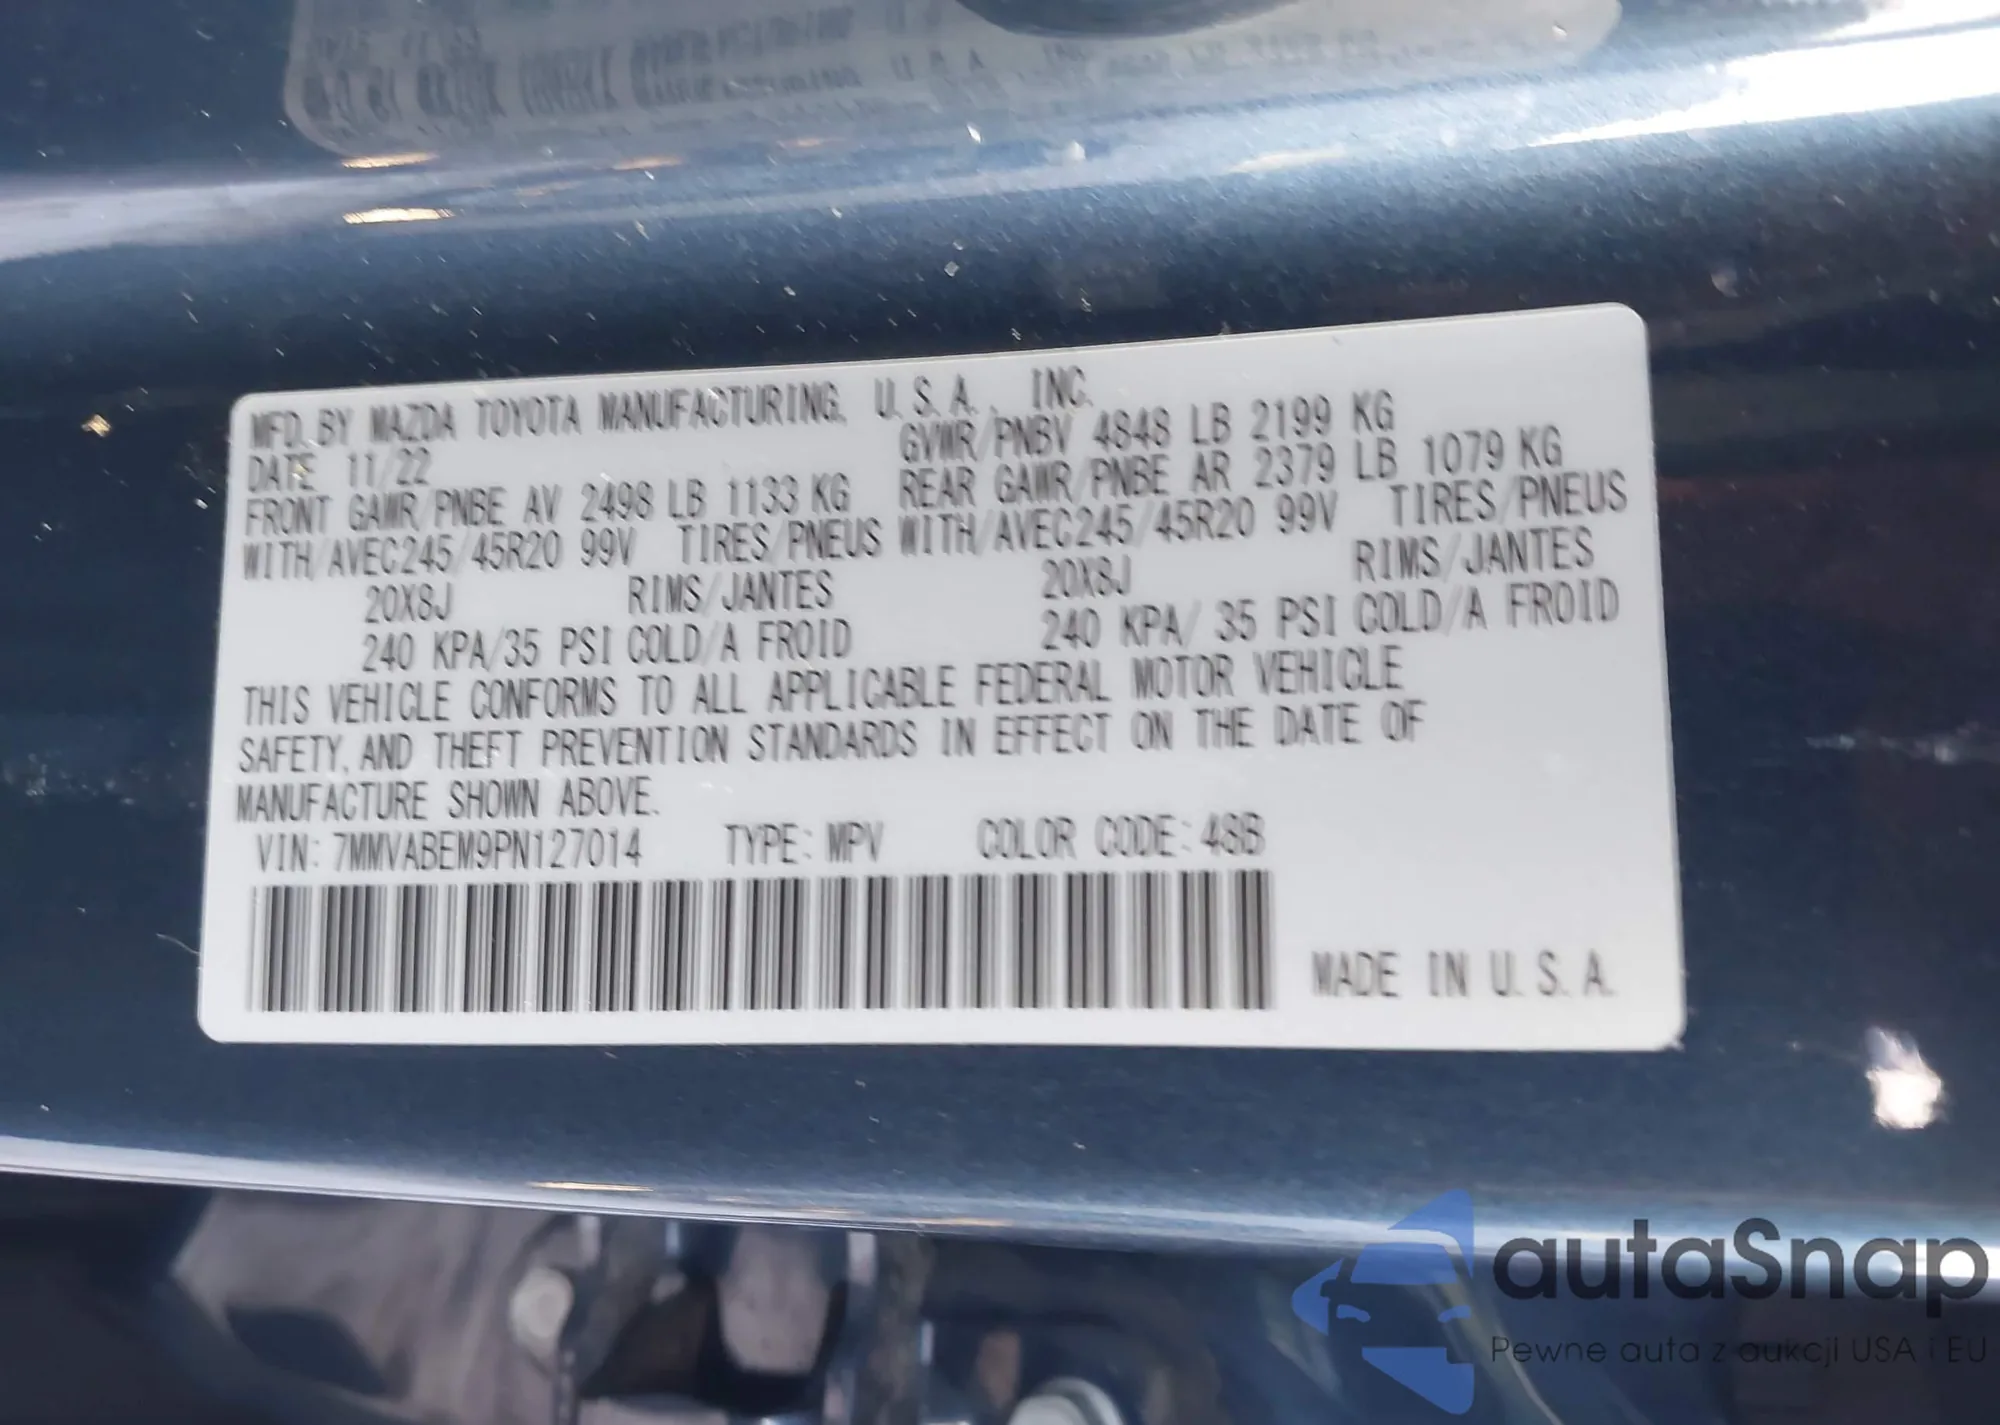 MFD. BY MAZDA TOYOTA MANUFACTURING, U.S.A., INC.
DATE 11/22 GVWR/PNBV 4848 LB 2199 KG
FRONT GAWR/PNBE AV 2498 LB 1133 KG REAR GAWR/PNBE AR 2379 LB 1079 KG
WITH/AVEC245/45R20 99V TIRES/PNEUS WITH/AVEC245/45R20 99V TIRES/PNEUS
20X8J RIMS/JANTES 20X8J RIMS/JANTES
240 KPA/35 PSI COLD/A FROID 240 KPA/ 35 PSI COLD/A FROID
THIS VEHICLE CONFORMS TO ALL APPLICABLE FEDERAL MOTOR VEHICLE
SAFETY, AND THEFT PREVENTION STANDARDS IN EFFECT ON THE DATE OF
MANUFACTURE SHOWN ABOVE.
VIN: 7MMVABEM9PN127014 TYPE: MPV COLOR CODE: 48B
MADE IN U.S.A.
autaSnap
Pewne auta z aukcji USA i EU